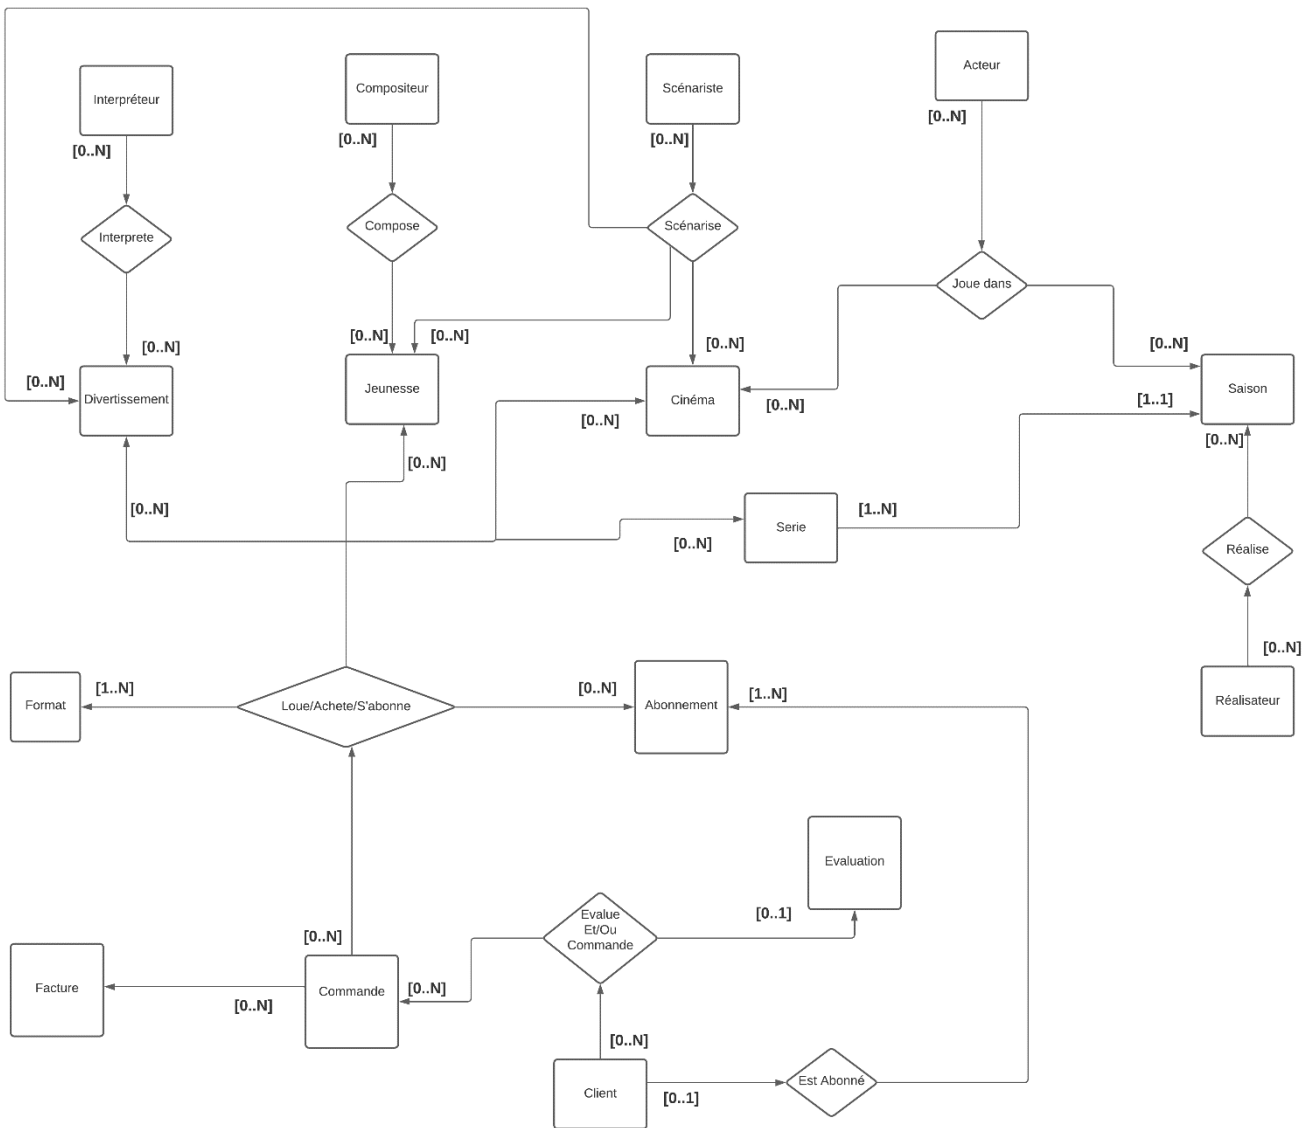 Acteur
Interpréteur
Compositeur
Scénariste
[0..N]
[0..N]
[0..N]
[0..N]
Interprete
Compose
Scénarise
Joue dans
[0..N]
[0..N]
[0..N]
[0..N]
[0..N]
[0..N]
Divertissement
Jeunesse
Cinéma
[0..N]
[1..1]
Saison
[0..N]
[0..N]
[0..N]
[0..N]
[1..N]
Serie
[0..N]
Réalise
[0..N]
Format
[1..N]
Loue/Achete/S'abonne
[0..N]
Abonnement
[1..N]
Réalisateur
Evaluation
[0..1]
Evalue
Et/Ou
Commande
[0..N]
Facture
[0..N]
Commande
[0..N]
[0..N]
Client
[0..1]
Est Abonné